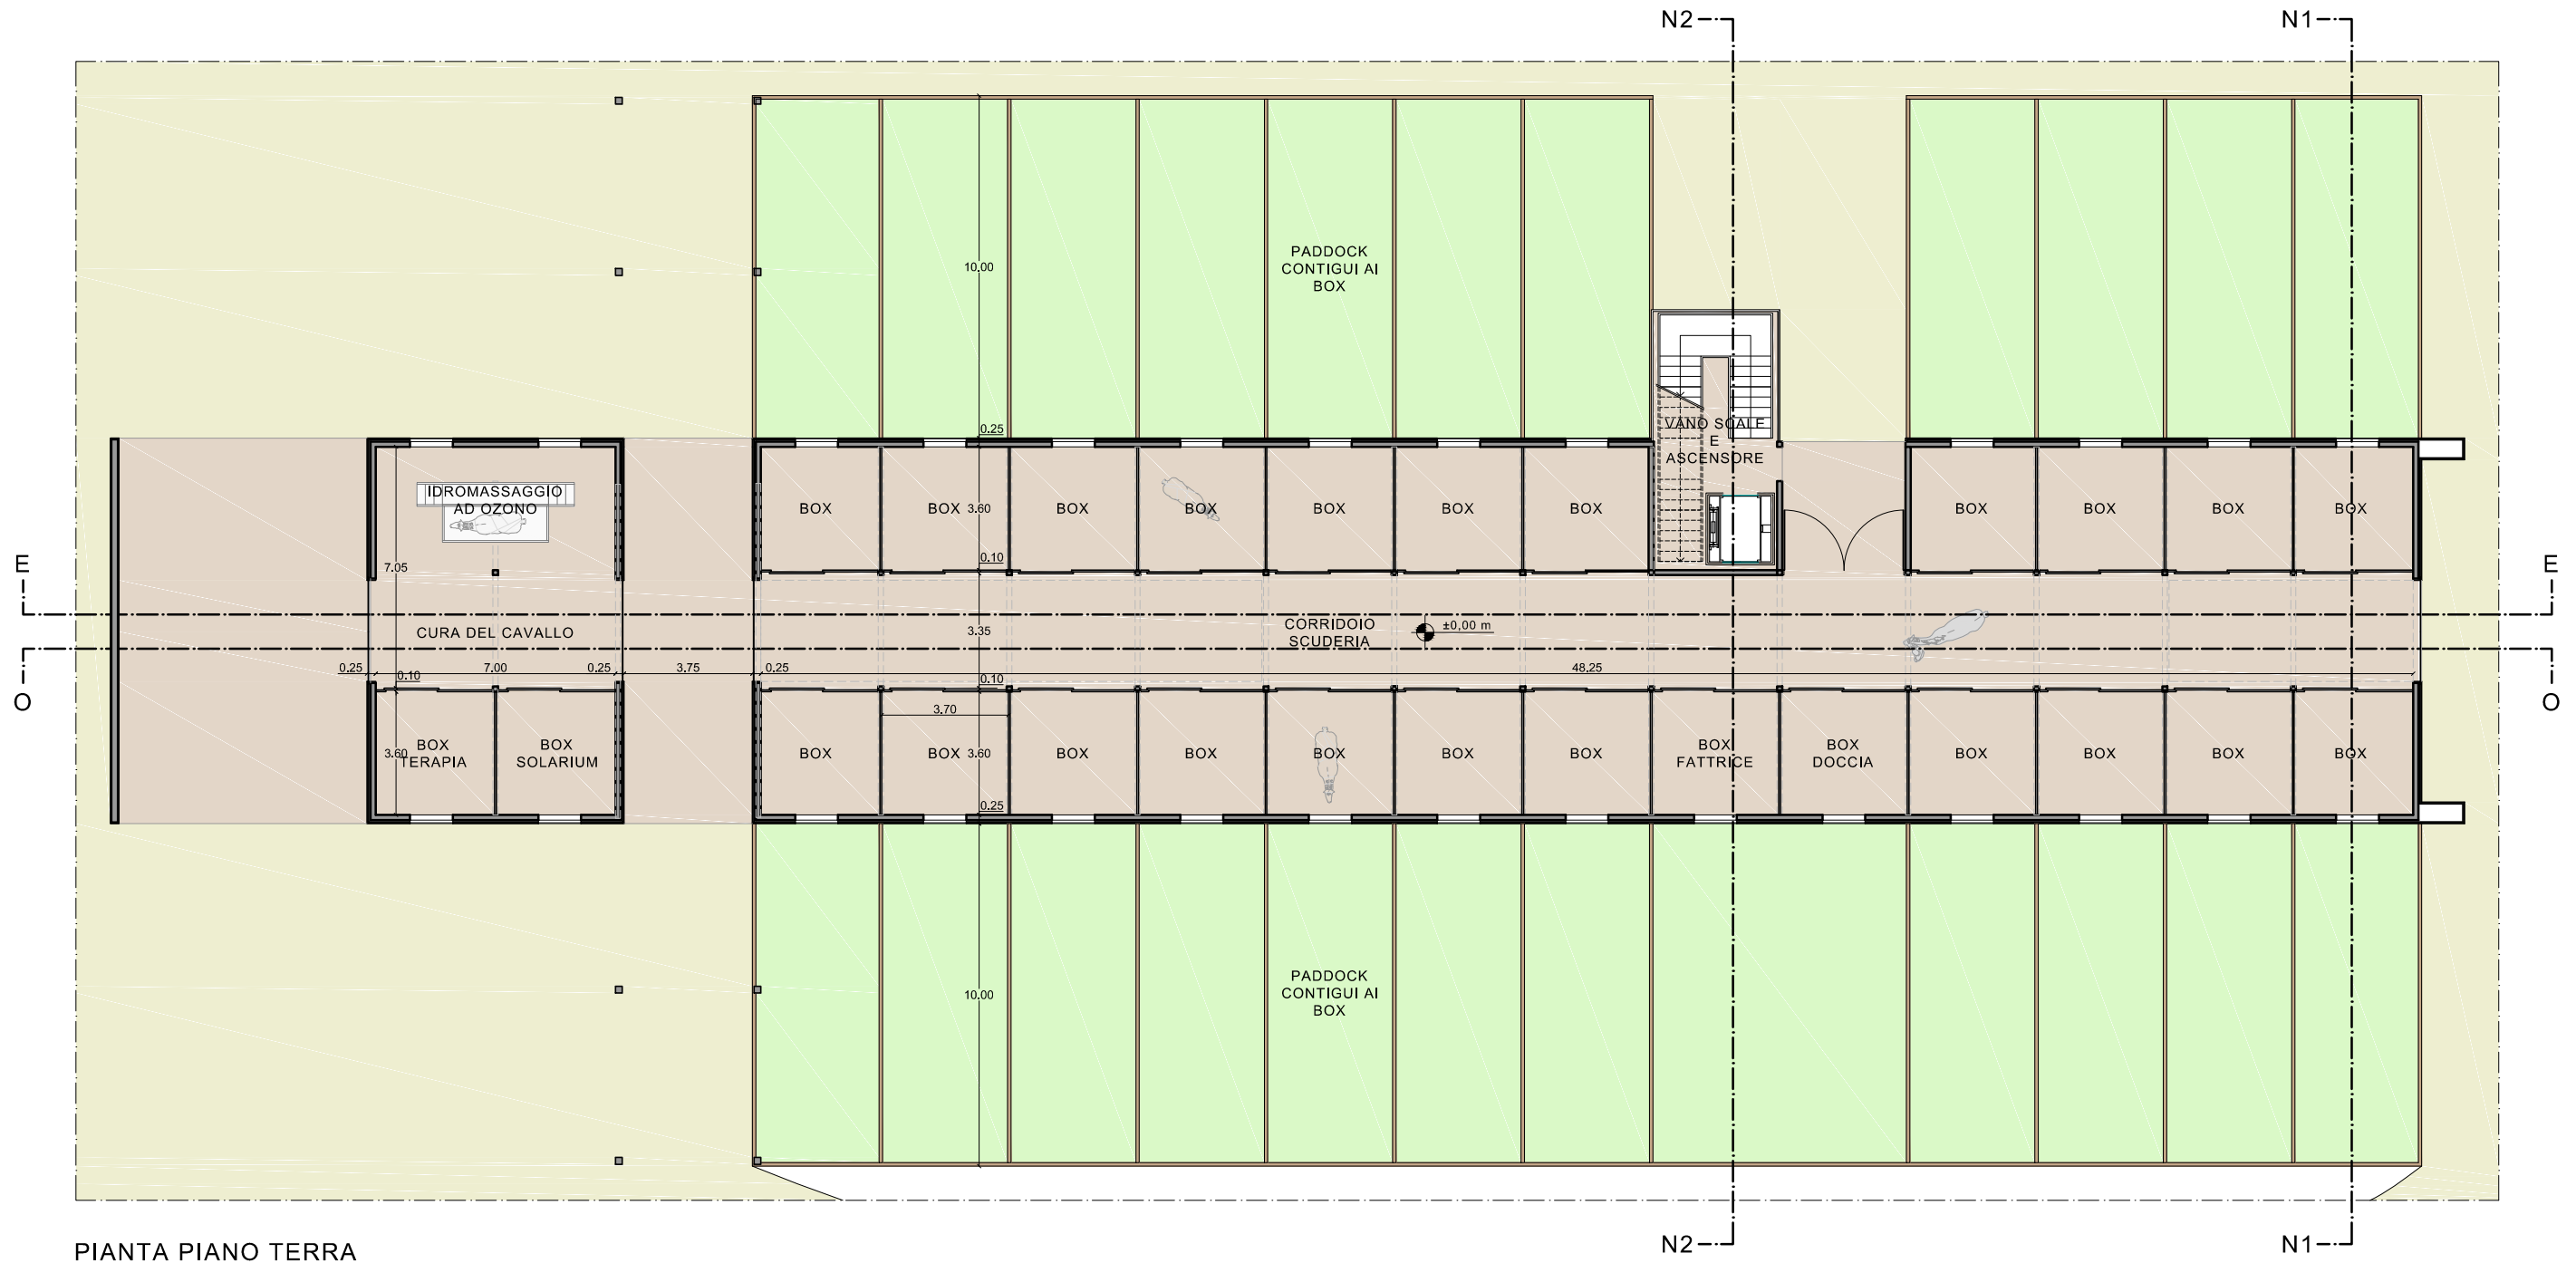 N2
N1
10.00
PADDOCK
CONTIGUI AI
BOX
0.25
VANO SCALE
E
ASCENSORE
IDROMASSAGGIO
AD OZONO
BOX
BOX
3.60
BOX
BOX
BOX
BOX
BOX
BOX
BOX
BOX
BOX
0.10
7.05
E
E
CURA DEL CAVALLO
3.35
CORRIDOIO
SCUDERIA
±0,00 m
0.25
7.00
0.25
3.75
0.25
48.25
0.10
0.10
O
O
3.70
BOX
TERAPIA
3.60
BOX
SOLARIUM
BOX
BOX
3.60
BOX
BOX
BOX
BOX
BOX
BOX
FATTRICE
BOX
DOCCIA
BOX
BOX
BOX
BOX
0.25
PADDOCK
CONTIGUI AI
BOX
10.00
N2
N1
PIANTA PIANO TERRA